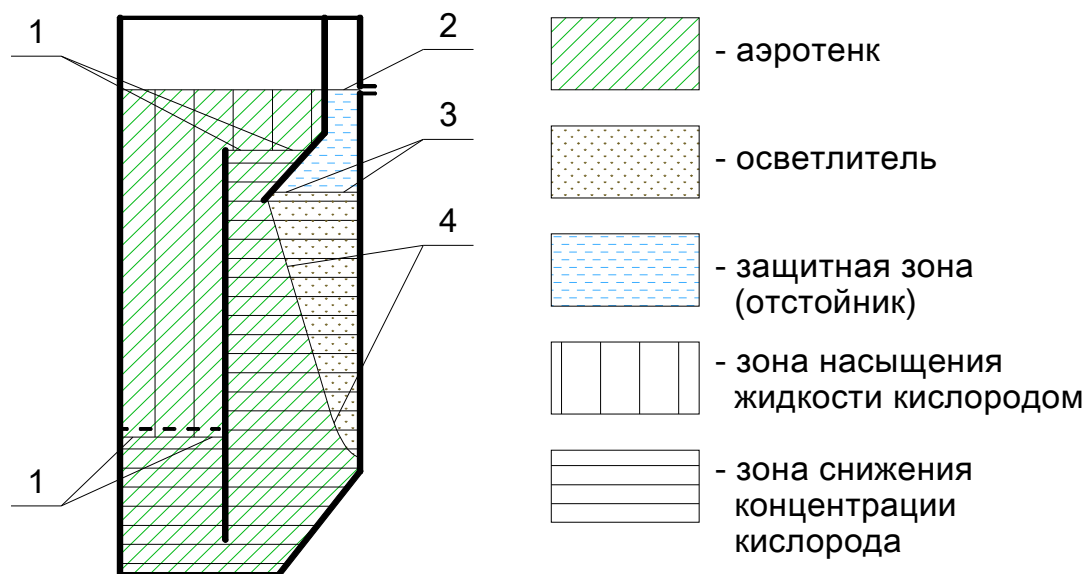 1
2
3
4
1
- аэротенк
- осветлитель
- защитная зона
(отстойник)
- зона насыщения
жидкости кислородом
- зона снижения
концентрации
кислорода